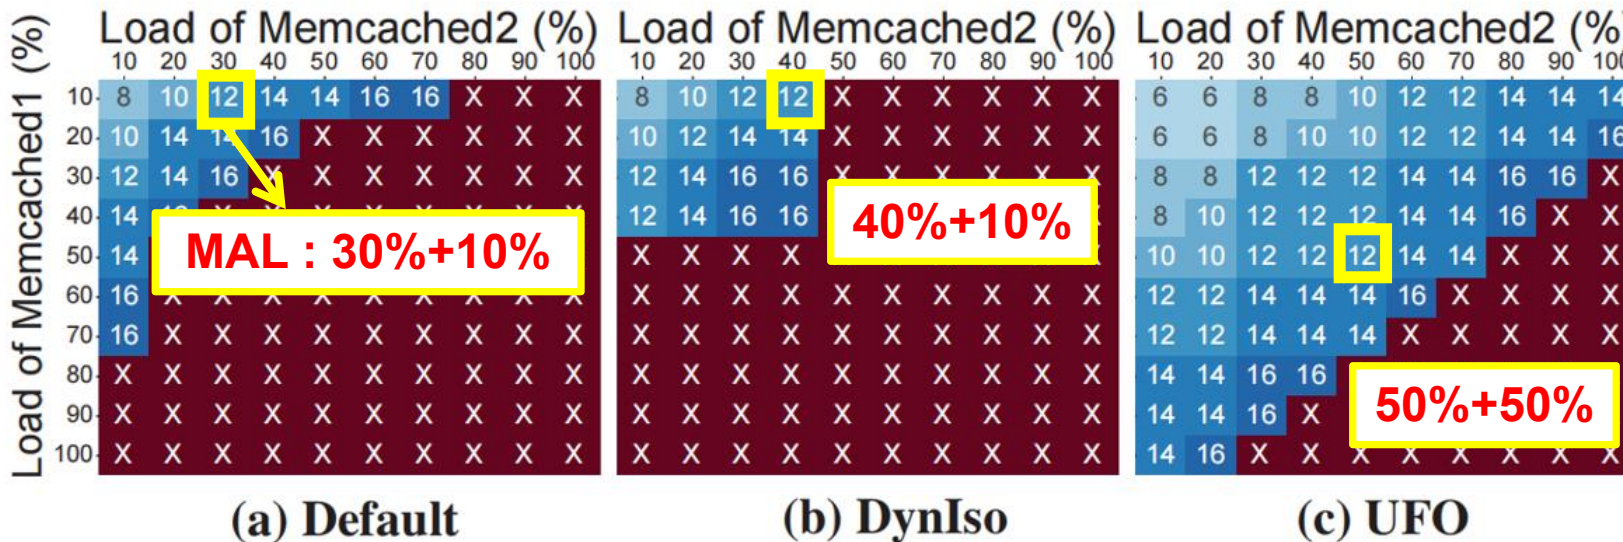 Load of Memcached1 (%)
Load of Memcached2 (%)
10 20 30 40 50 60 70 80 90 100
10 8 10 12 14 14 16 16 X X X
20 10 14 14 16 X X X X X X
30 12 14 16 X X X X X X X
40 14
50 14
MAL : 30%+10%
60 16 X X X X X X X X X
70 16 X X X X X X X X X
80 X X X X X X X X X X
90 X X X X X X X X X X
100 X X X X X X X X X X
(a) Default
Load of Memcached2 (%)
10 20 30 40 50 60 70 80 90 100
8 10 12 12 X X X X X X
10 12 14 14 X X X X X X
12 14 16 16 X X X X X X
12 14 16 16
40%+10%
X X X X
X X X X X X X X X X
X X X X X X X X X X
X X X X X X X X X X
X X X X X X X X X X
X X X X X X X X X X
(b) DynIso
Load of Memcached2 (%
10 20 30 40 50 60 70 80 90 100
6 6 8 8 10 12 12 14 14 14
6 6 8 10 10 12 12 14 14 16
8 8 12 12 12 14 14 16 16 X
8 10 12 12 12 14 14 16 X X
10 10 12 12 12 14 14 X X X
12 12 14 14 14 16 X X X X
12 12 14 14 14 X X X X X
14 14 16 16
14 14 16 X
50%+50%
14 16 X X X X X X X X
(c) UFO